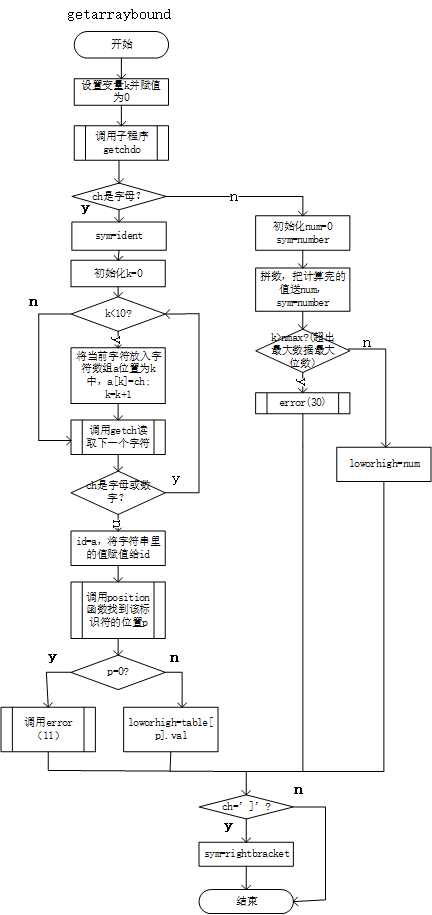 getarraybound
开始
设置变量k并赋值
为0
调用子程序
getchdo
ch是字母?
y
n
sym=ident
初始化k=0
k<10?
n
y
将当前字符放入字
符数组a位置为k
中，a[k]=ch;
k=k+1
调用getch读
取下一个字符
ch是字母或数
字?
y
n
id=a，将字符串里
的值赋值给id
调用position
函数找到该标
识符的位置p
p=0?
y
n
调用error
（11）
loworhigh=table[
p].val
初始化num=0
sym=number
拼数，把计算完的
值送num,
sym=number
k>nmax?(超出
最大数据最大
位数)
n
y
error(30)
loworhigh=num
ch=']'?
n
y
sym=rightbracket
结束